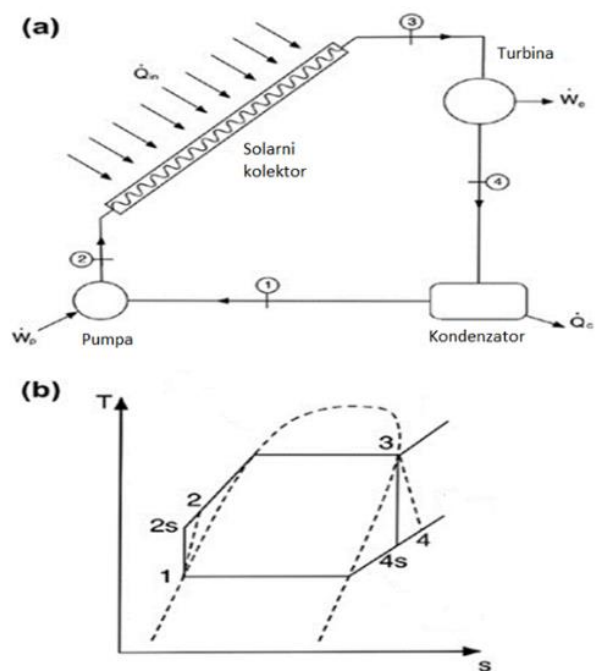 (a)
3
Turbina
Q̇in
Ẇe
Solarni
kolektor
4
2
1
Ẇp
Pumpa
Kondenzator
Q̇c
(b)
T
3
2
2s
1
4s
4
s